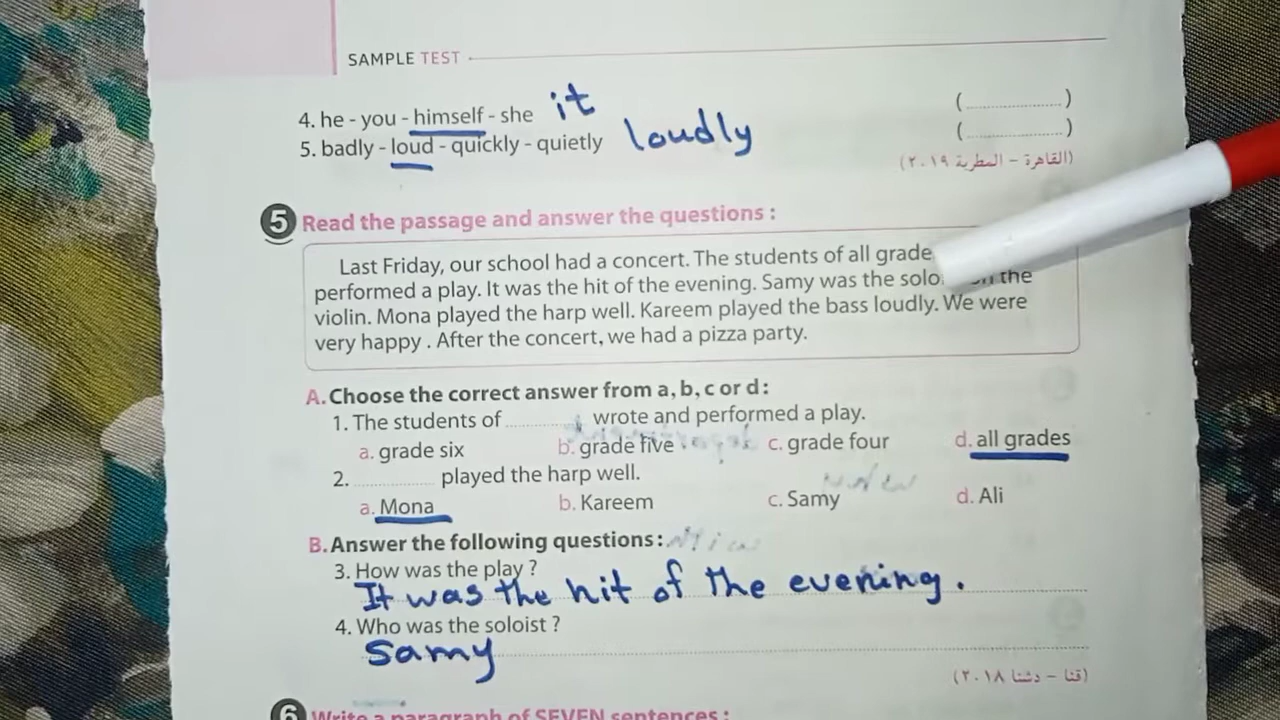 SAMPLE TEST
4. he - you - himself - she it (....................)
5. badly - loud - quickly - quietly loudly (....................)
(القاهرة – المطرية ٢٠١٩)
5 Read the passage and answer the questions :
Last Friday, our school had a concert. The students of all
performed a play. It was the hit of the evening. Samy was the the
violin. Mona played the harp well. Kareem played the bass loudly. We were
very happy . After the concert, we had a pizza party.
A. Choose the correct answer from a, b, c or d :
1. The students of .................... wrote and performed a play.
a. grade six b. grade five c. grade four d. all grades
2. .................... played the harp well.
a. Mona b. Kareem c. Samy d. Ali
B. Answer the following questions :
3. How was the play ?
It was the hit of the evening.
4. Who was the soloist ?
Samy
(قنا – دشنا ٢٠١٨)
6 Write a paragraph of SEVEN sentences :